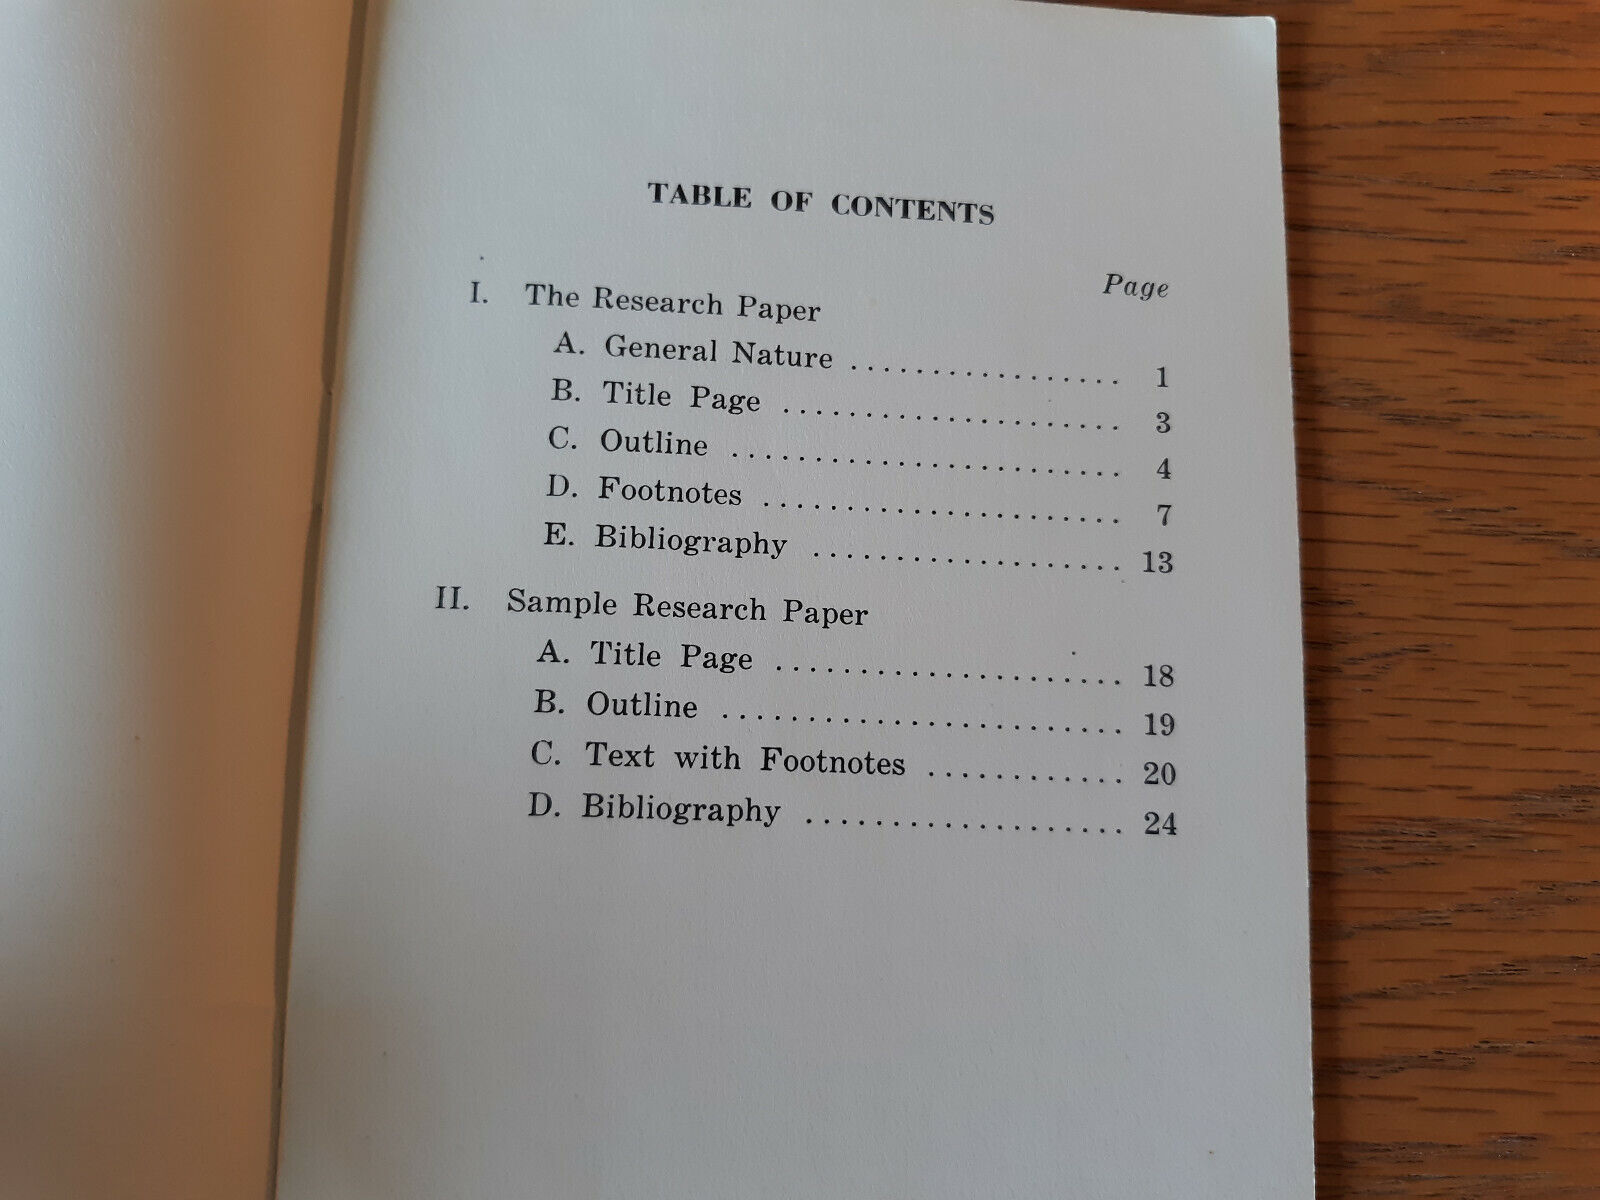 TABLE OF CONTENTS
Page
I. The Research Paper
A. General Nature ................. 1
B. Title Page ..................... 3
C. Outline ........................ 4
D. Footnotes ...................... 7
E. Bibliography ................... 13
II. Sample Research Paper
A. Title Page ..................... 18
B. Outline ........................ 19
C. Text with Footnotes ............ 20
D. Bibliography ................... 24